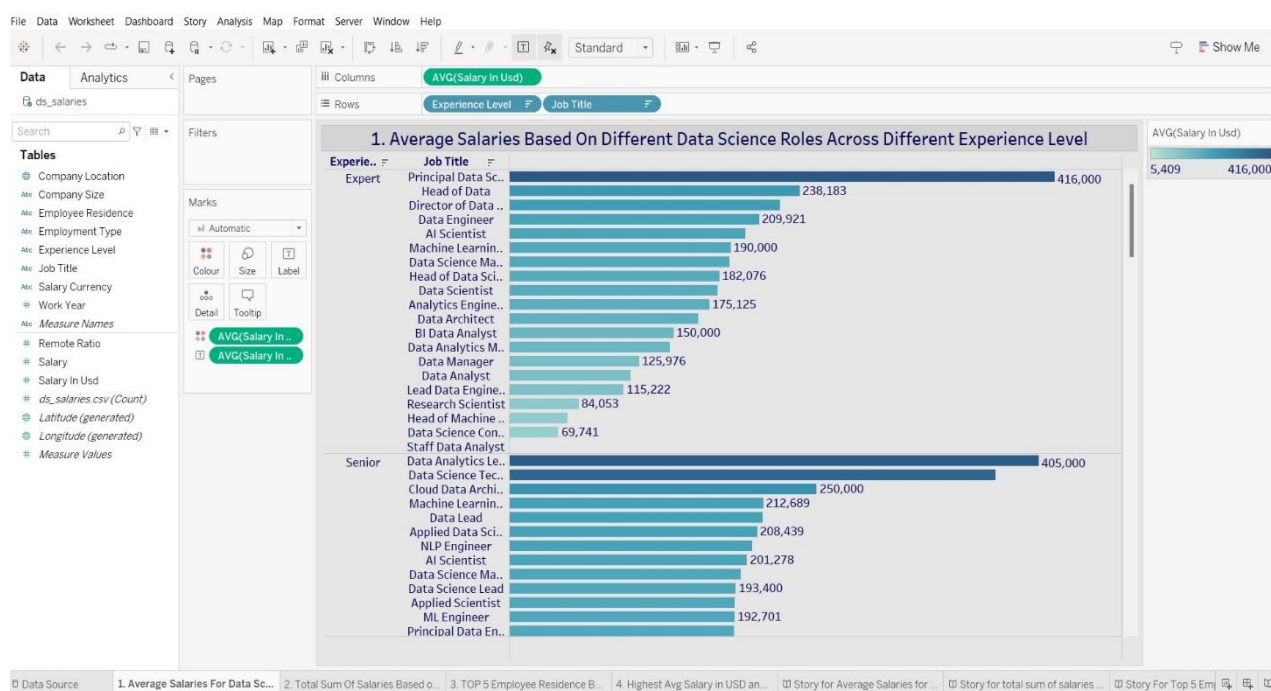 File Data Worksheet Dashboard Story Analysis Map Format Server Window Help
Standard
Show Me
Data Analytics
ds_salaries
Search
Tables
Company Location
Abc Company Size
Abc Employee Residence
Abc Employment Type
Abc Experience Level
Abc Job Title
Abc Salary Currency
# Work Year
Abc Measure Names
# Remote Ratio
# Salary
# Salary In Usd
# ds_salaries.csv (Count)
Latitude (generated)
Longitude (generated)
# Measure Values
Pages
Filters
Marks
Automatic
Colour Size Label
Detail Tooltip
AVG(Salary In ..
AVG(Salary In ..
Columns AVG(Salary In Usd)
Rows Experience Level Job Title
1. Average Salaries Based On Different Data Science Roles Across Different Experience Level
Experie.. Job Title
Expert Principal Data Sc.. 416,000
Head of Data 238,183
Director of Data ..
Data Engineer 209,921
AI Scientist
Machine Learnin.. 190,000
Data Science Ma..
Head of Data Sci.. 182,076
Data Scientist
Analytics Engine.. 175,125
Data Architect
BI Data Analyst 150,000
Data Analytics M..
Data Manager 125,976
Data Analyst
Lead Data Engine.. 115,222
Research Scientist 84,053
Head of Machine ..
Data Science Con.. 69,741
Staff Data Analyst
Senior Data Analytics Le.. 405,000
Data Science Tec..
Cloud Data Archi.. 250,000
Machine Learnin.. 212,689
Data Lead
Applied Data Sci.. 208,439
NLP Engineer
AI Scientist 201,278
Data Science Ma..
Data Science Lead 193,400
Applied Scientist
ML Engineer 192,701
Principal Data En..
AVG(Salary In Usd)
5,409 416,000
Data Source 1. Average Salaries For Data Sc... 2. Total Sum Of Salaries Based o... 3. TOP 5 Employee Residence B... 4. Highest Avg Salary in USD an... Story for Average Salaries for ... Story for total sum of salaries ... Story For Top 5 Em